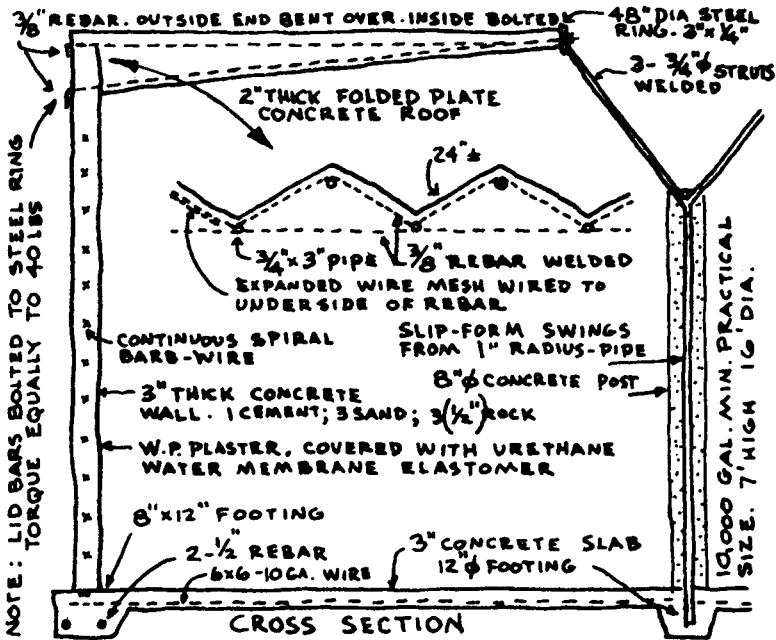 3/8" REBAR. OUTSIDE END BENT OVER. INSIDE BOLTED
48" DIA STEEL
RING. 3" x 1/4"
3 - 3/4" ϕ STRUTS
WELDED
2" THICK FOLDED PLATE
CONCRETE ROOF
24" ±
3/4" x 3" PIPE
3/8" REBAR WELDED
EXPANDED WIRE MESH WIRED TO
UNDERSIDE OF REBAR
CONTINUOUS SPIRAL
BARB-WIRE
SLIP-FORM SWINGS
FROM 1" RADIUS-PIPE
8" ϕ CONCRETE POST
3" THICK CONCRETE
WALL. 1 CEMENT; 3 SAND; 3 (1/2") ROCK
W.P. PLASTER, COVERED WITH URETHANE
WATER MEMBRANE ELASTOMER
8" x 12" FOOTING
2 - 1/2" REBAR
6x6-10 GA. WIRE
3" CONCRETE SLAB
12" ϕ FOOTING
CROSS SECTION
NOTE: LID BARS BOLTED TO STEEL RING
TORQUE EQUALLY TO 40 LBS
10,000 GAL. MIN. PRACTICAL
SIZE. 7' HIGH 16' DIA.